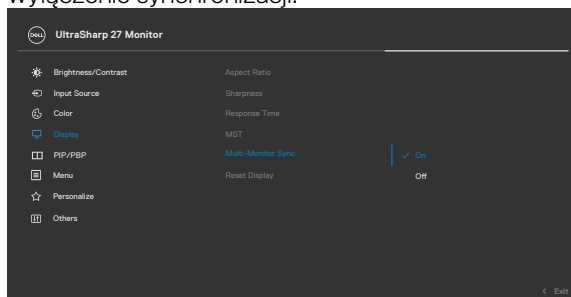 wyłączenie synchronizacji.
DELL UltraSharp 27 Monitor
Brightness/Contrast Aspect Ratio
Input Source Sharpness
Color Response Time
Display MST
PIP/PBP Multi-Monitor Sync On
Menu Reset Display Off
Personalize
Others
Exit